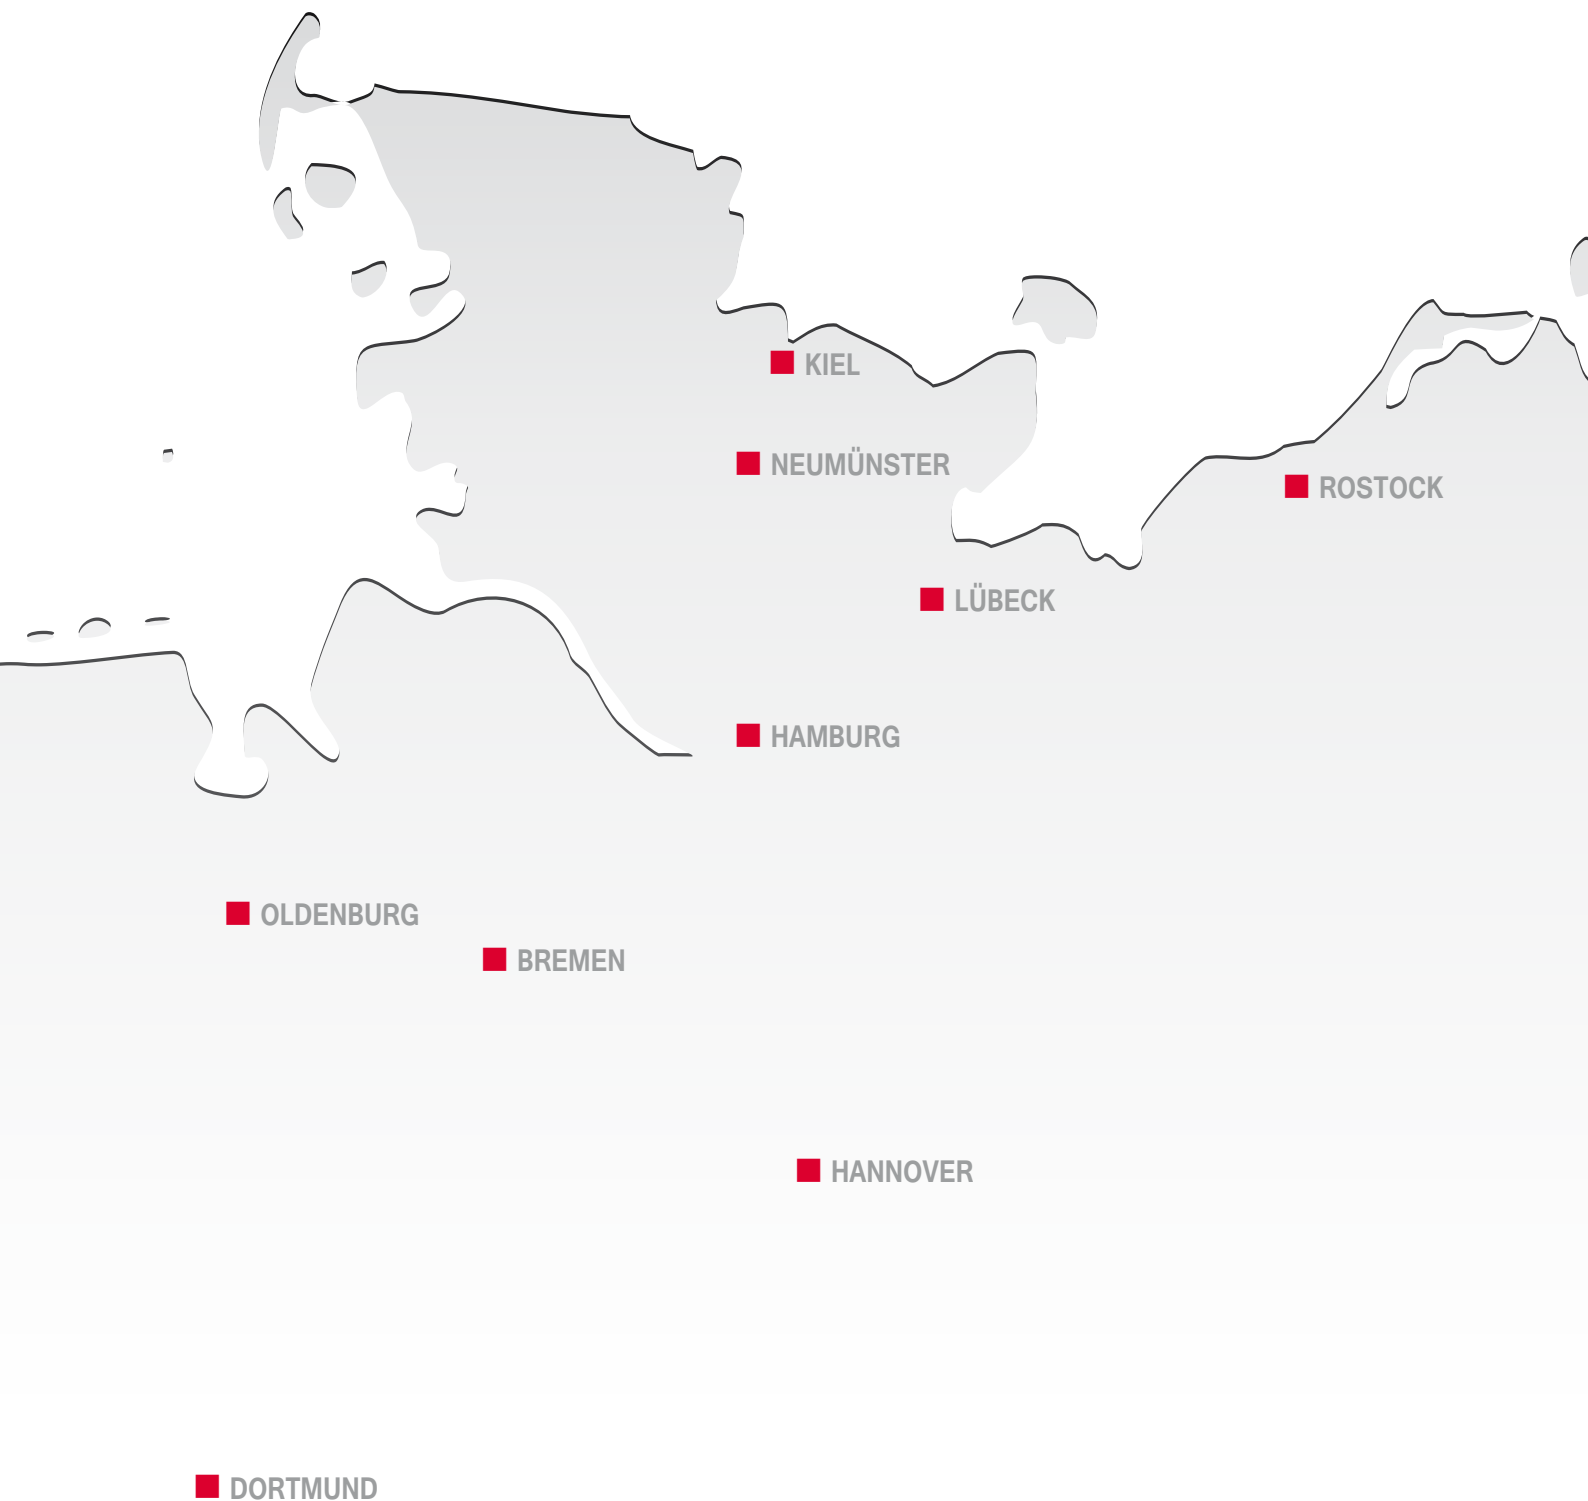 KIEL
NEUMÜNSTER
ROSTOCK
LÜBECK
HAMBURG
OLDENBURG
BREMEN
HANNOVER
DORTMUND